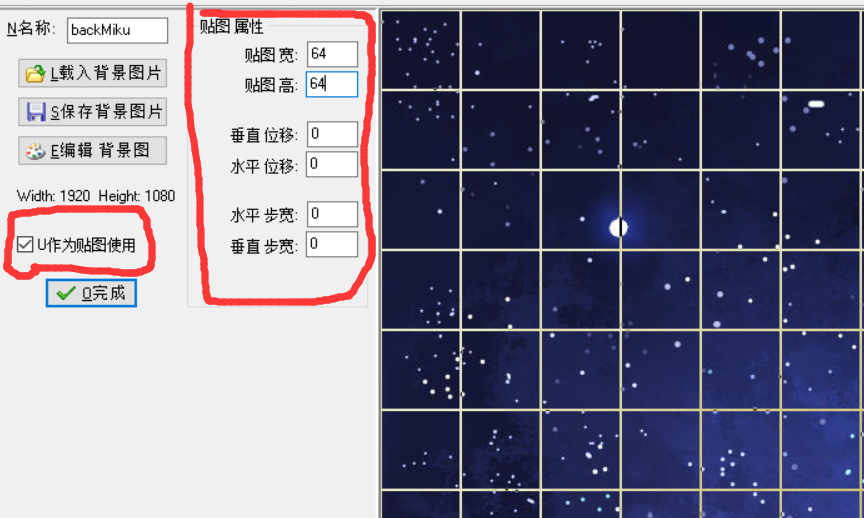 N名称: backMiku
L载入背景图片
S保存背景图片
E编辑 背景图
Width: 1920 Height: 1080
U作为贴图使用
O完成
贴图 属性
贴图 宽: 64
贴图 高: 64
垂直 位移: 0
水平 位移: 0
水平 步宽: 0
垂直 步宽: 0